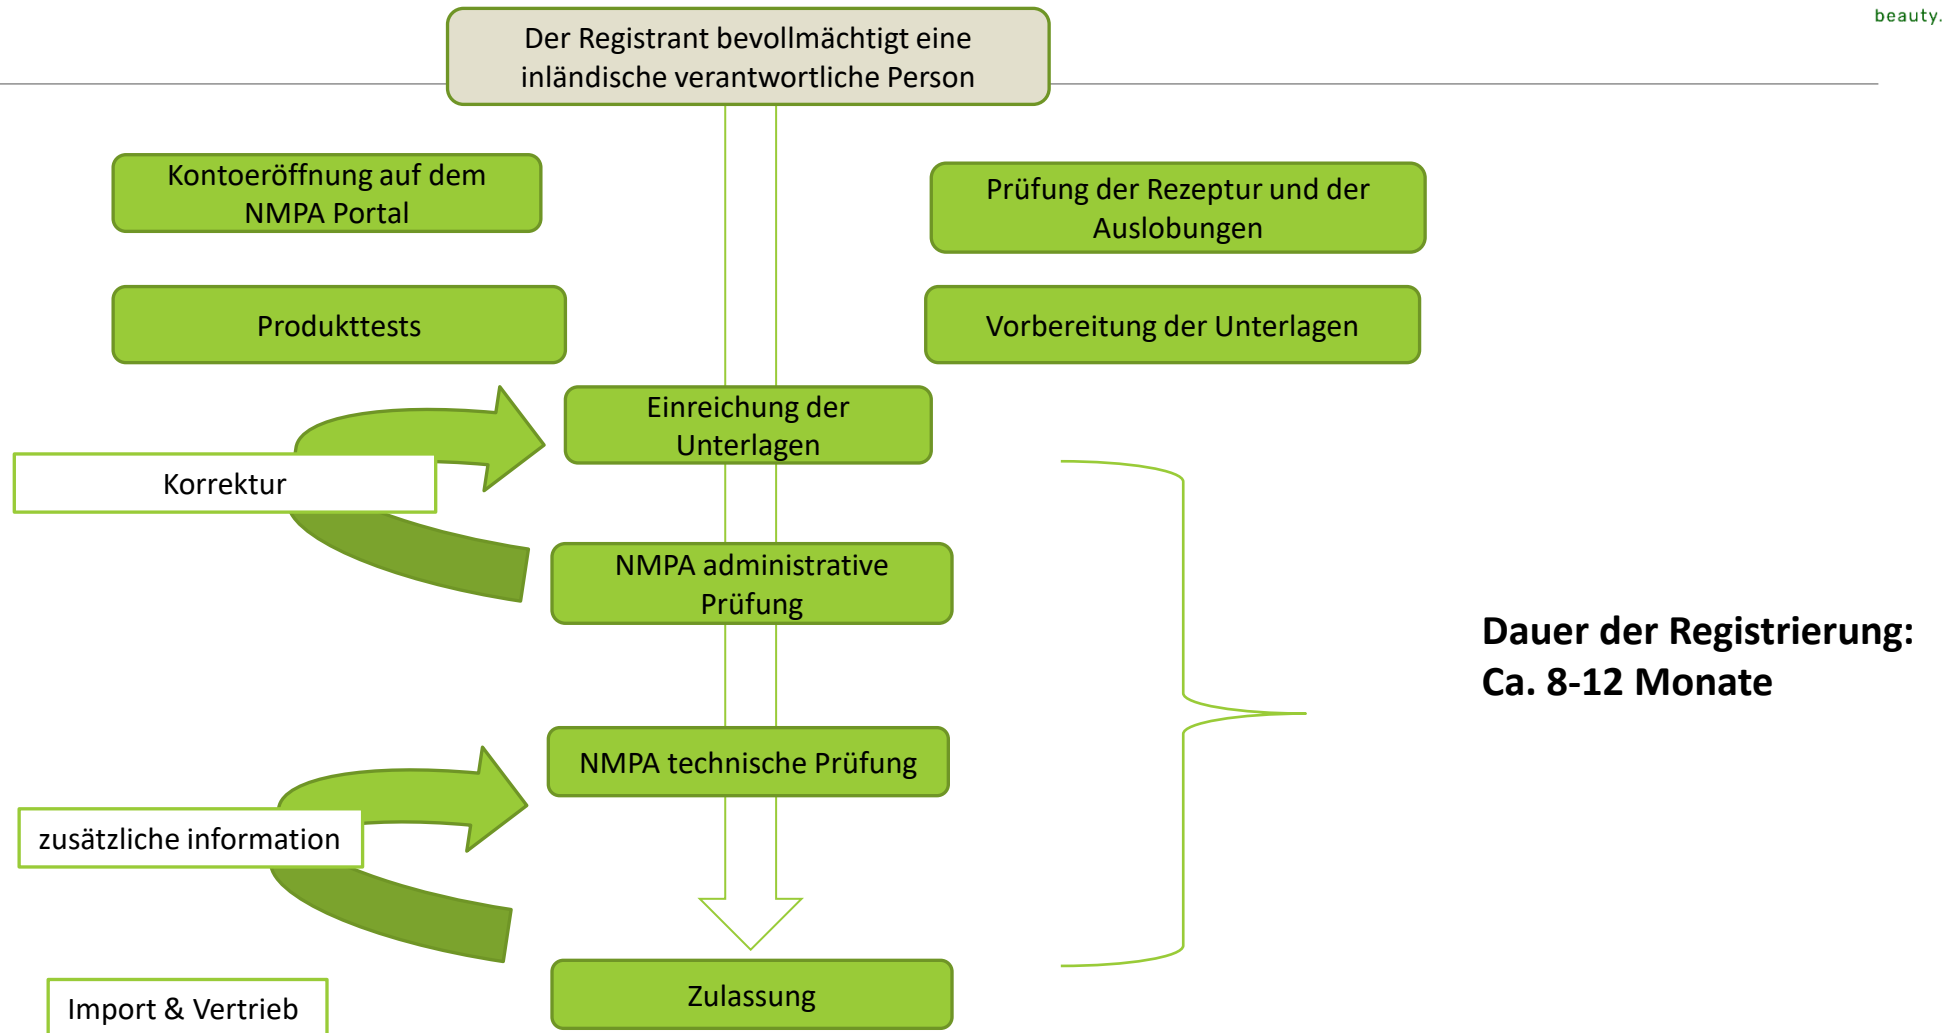 beauty.
Der Registrant bevollmächtigt eine
inländische verantwortliche Person
Kontoeröffnung auf dem
NMPA Portal
Prüfung der Rezeptur und der
Auslobungen
Produkttests
Vorbereitung der Unterlagen
Einreichung der
Unterlagen
Korrektur
NMPA administrative
Prüfung
Dauer der Registrierung:
Ca. 8-12 Monate
NMPA technische Prüfung
zusätzliche information
Zulassung
Import & Vertrieb